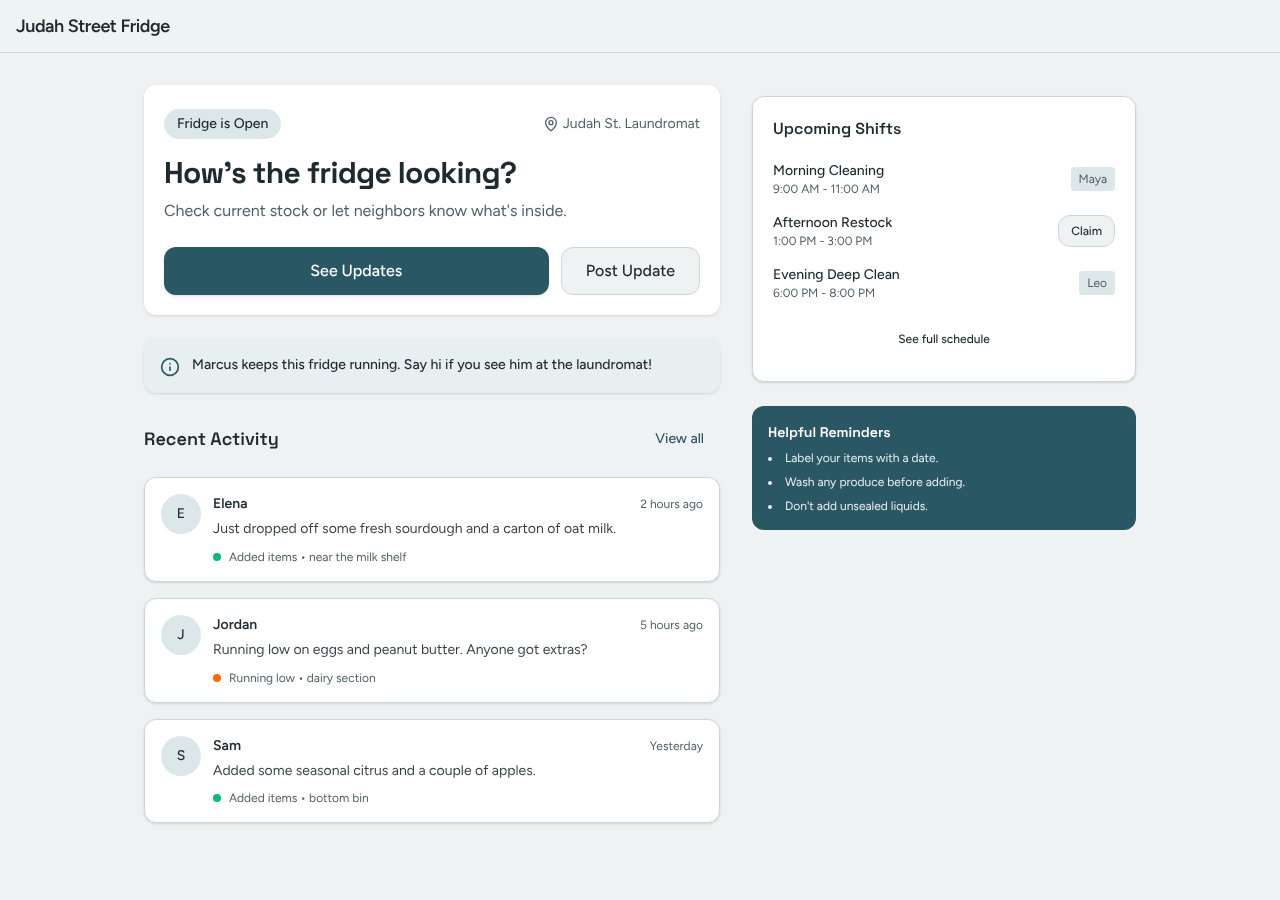 Judah Street Fridge
Fridge is Open
Judah St. Laundromat
How's the fridge looking?
Check current stock or let neighbors know what's inside.
See Updates
Post Update
Marcus keeps this fridge running. Say hi if you see him at the laundromat!
Recent Activity
View all
E
Elena
2 hours ago
Just dropped off some fresh sourdough and a carton of oat milk.
Added items • near the milk shelf
J
Jordan
5 hours ago
Running low on eggs and peanut butter. Anyone got extras?
Running low • dairy section
S
Sam
Yesterday
Added some seasonal citrus and a couple of apples.
Added items • bottom bin
Upcoming Shifts
Morning Cleaning
9:00 AM - 11:00 AM
Maya
Afternoon Restock
1:00 PM - 3:00 PM
Claim
Evening Deep Clean
6:00 PM - 8:00 PM
Leo
See full schedule
Helpful Reminders
• Label your items with a date.
• Wash any produce before adding.
• Don't add unsealed liquids.